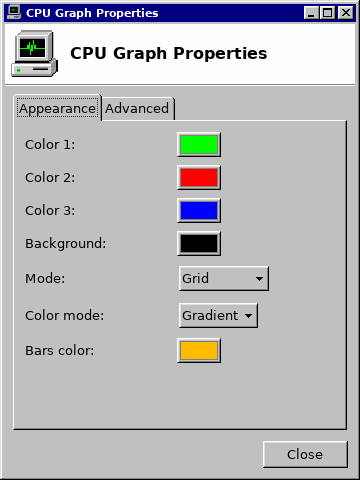 CPU Graph Properties
CPU Graph Properties
Appearance Advanced
Color 1:
Color 2:
Color 3:
Background:
Mode: Grid
Color mode: Gradient
Bars color:
Close